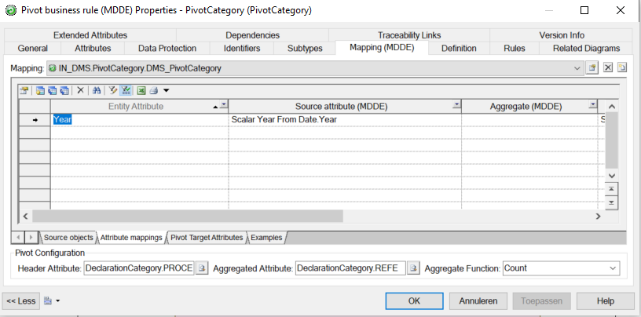 Pivot business rule (MDDE) Properties - PivotCategory (PivotCategory)
Extended Attributes Dependencies Traceability Links Version Info
General Attributes Data Protection Identifiers Subtypes Mapping (MDDE) Definition Rules Related Diagrams
Mapping: IN_DMS.PivotCategory.DMS_PivotCategory
Entity Attribute Source attribute (MDDE) Aggregate (MDDE)
Year Scalar Year From Date.Year S
Source objects Attribute mappings Pivot Target Attributes Examples
Pivot Configuration
Header Attribute: DeclarationCategory.PROCE Aggregated Attribute: DeclarationCategory.REFE Aggregate Function: Count
<< Less OK Annuleren Toepassen Help